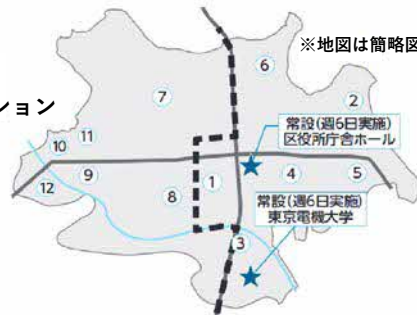 ※地図は簡略図
ション
6
7
2
常設(週6日実施)
区役所庁舎ホール
11
10
9
12
8
1
4
5
常設(週6日実施)
東京電機大学
3